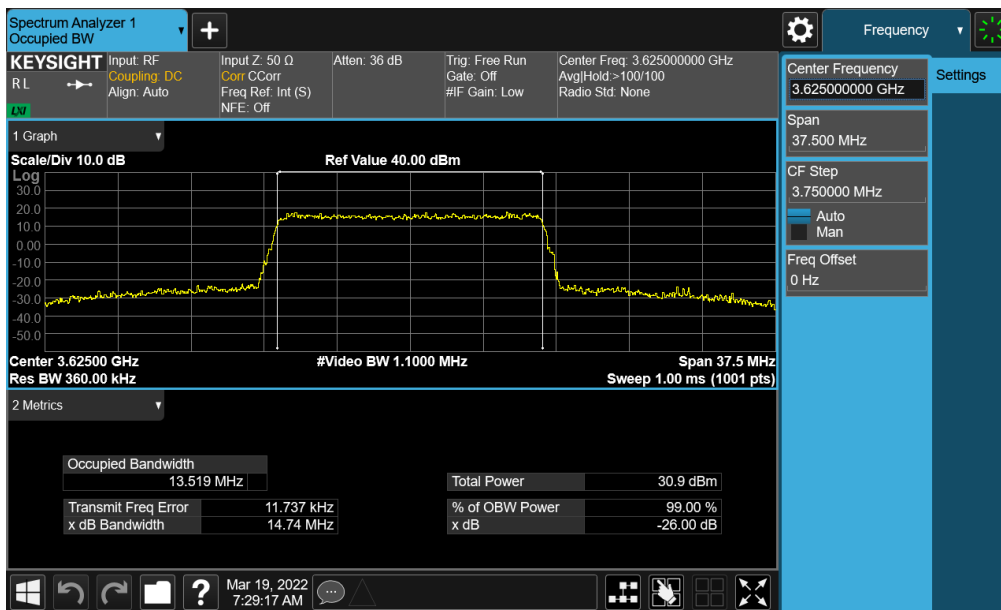 Spectrum Analyzer 1
Occupied BW
Frequency
KEYSIGHT
RL
LXI
Input: RF
Coupling: DC
Align: Auto
Input Z: 50 Ω
Corr CCorr
Freq Ref: Int (S)
NFE: Off
Atten: 36 dB
Trig: Free Run
Gate: Off
#IF Gain: Low
Center Freq: 3.625000000 GHz
Avg|Hold:>100/100
Radio Std: None
Center Frequency
3.625000000 GHz
Settings
Span
37.500 MHz
CF Step
3.750000 MHz
Auto
Man
Freq Offset
0 Hz
1 Graph
Scale/Div 10.0 dB
Ref Value 40.00 dBm
Log
30.0
20.0
10.0
0.00
-10.0
-20.0
-30.0
-40.0
-50.0
Center 3.62500 GHz
#Video BW 1.1000 MHz
Span 37.5 MHz
Res BW 360.00 kHz
Sweep 1.00 ms (1001 pts)
2 Metrics
Occupied Bandwidth
13.519 MHz
Total Power 30.9 dBm
Transmit Freq Error 11.737 kHz
% of OBW Power 99.00 %
x dB Bandwidth 14.74 MHz
x dB -26.00 dB
Mar 19, 2022
7:29:17 AM